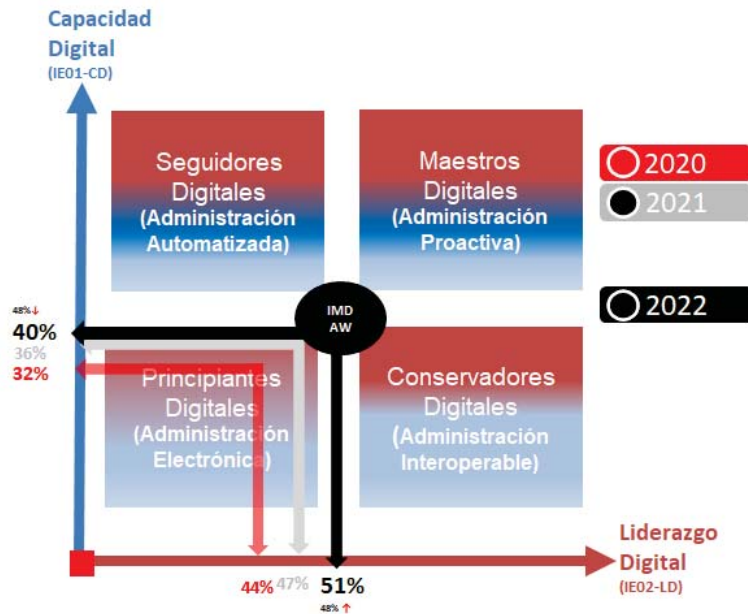 Capacidad
Digital
(IE01-CD)
Seguidores
Digitales
(Administración
Automatizada)
Maestros
Digitales
(Administración
Proactiva)
2020
2021
2022
IMD
AW
48% ↓
40%
36%
32%
Principiantes
Digitales
(Administración
Electrónica)
Conservadores
Digitales
(Administración
Interoperable)
Liderazgo
Digital
(IE02-LD)
44% 47% 51%
48% ↑